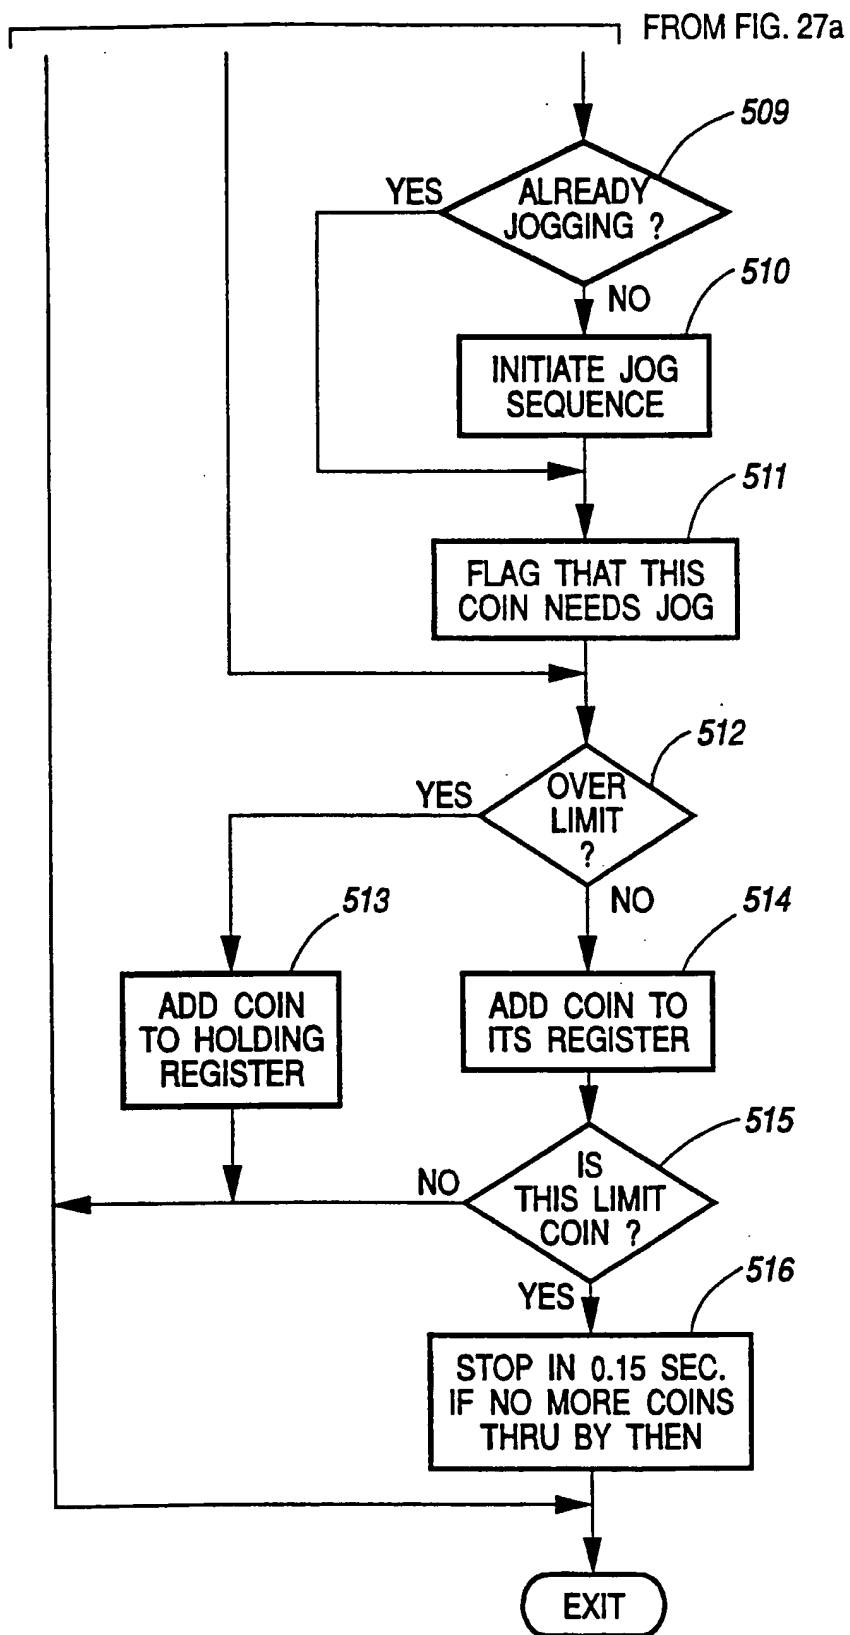 FROM FIG. 27a
509
YES
ALREADY
JOGGING ?
NO
510
INITIATE JOG
SEQUENCE
511
FLAG THAT THIS
COIN NEEDS JOG
512
YES
OVER
LIMIT
?
NO
513
ADD COIN
TO HOLDING
REGISTER
514
ADD COIN TO
ITS REGISTER
515
NO
IS
THIS LIMIT
COIN ?
YES
516
STOP IN 0.15 SEC.
IF NO MORE COINS
THRU BY THEN
EXIT